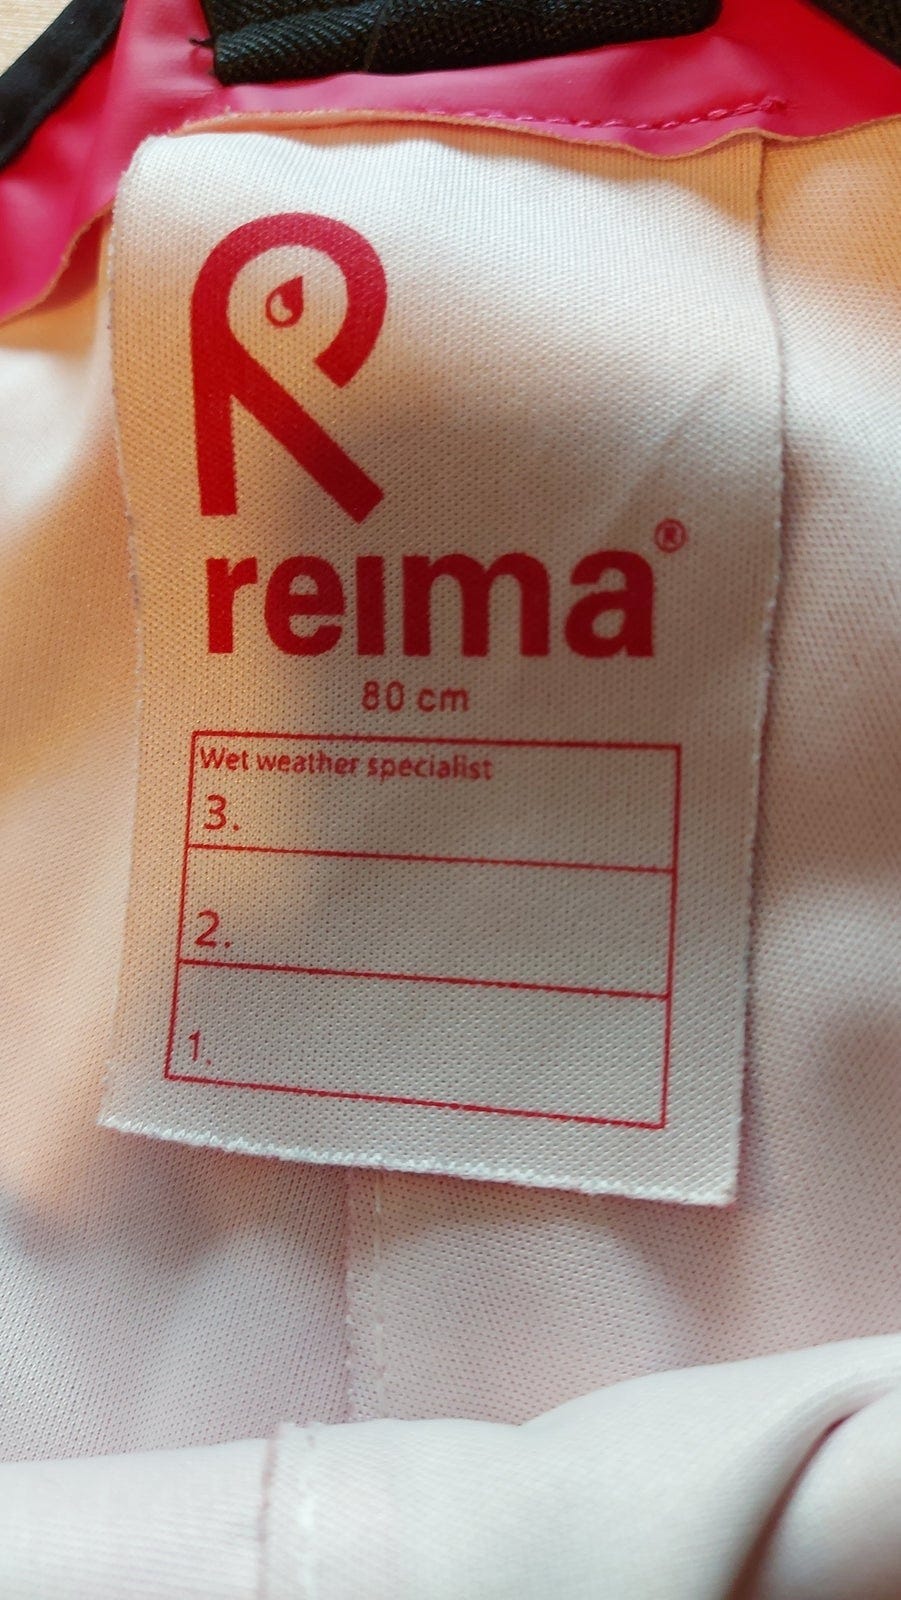 reima®
80 cm
Wet weather specialist
3.
2.
1.